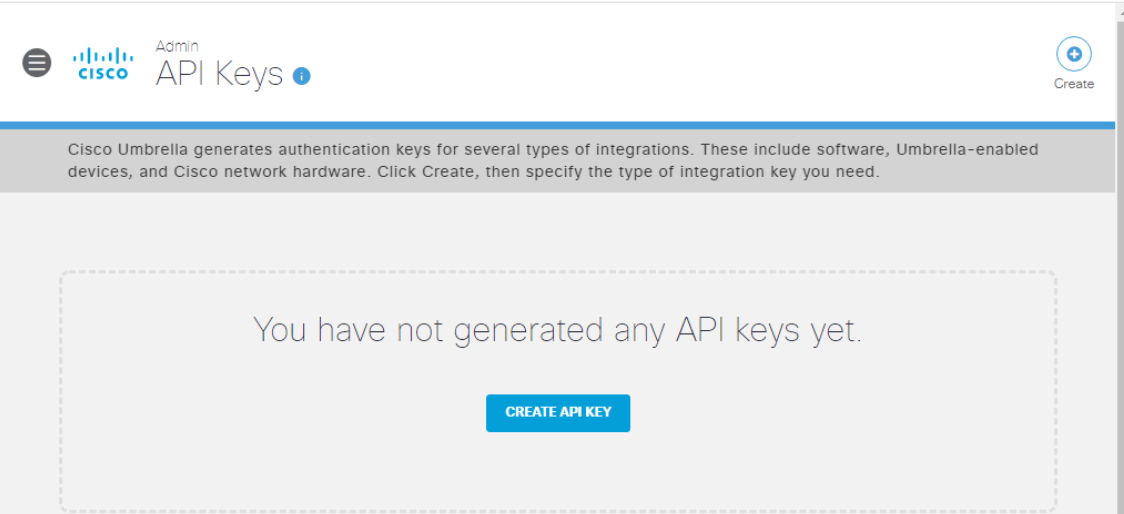 Admin
CISCO
API Keys
Create
Cisco Umbrella generates authentication keys for several types of integrations. These include software, Umbrella-enabled
devices, and Cisco network hardware. Click Create, then specify the type of integration key you need.
You have not generated any API keys yet.
CREATE API KEY